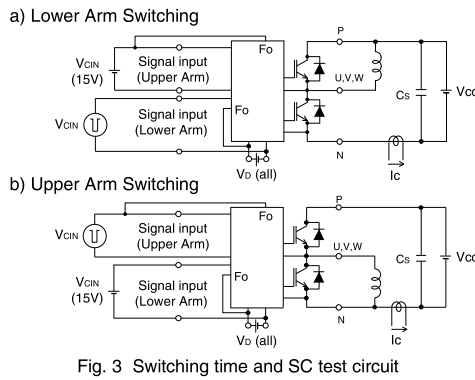 a) Lower Arm Switching
P
Fo
VCIN
(15V)
Signal input
(Upper Arm)
U,V,W
CS
VCC
Signal input
(Lower Arm)
Fo
VCIN
N
VD (all)
Ic
b) Upper Arm Switching
P
Fo
VCIN
Signal input
(Upper Arm)
U,V,W
CS
VCC
VCIN
(15V)
Signal input
(Lower Arm)
Fo
N
VD (all)
Ic
Fig. 3 Switching time and SC test circuit